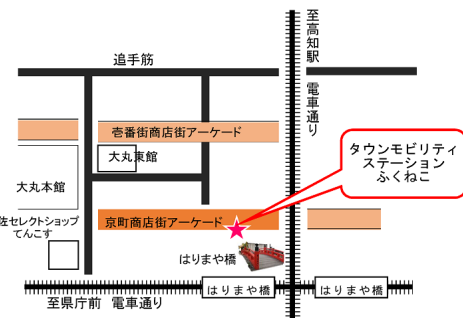 至高知駅
電車通り
追手筋
壱番街商店街アーケード
大丸東館
タウンモビリティ
ステーション
ふくねこ
大丸本館
京町商店街アーケード
佐セレクトショップ
てんこす
はりまや橋
はりまや橋
はりまや橋
至県庁前 電車通り